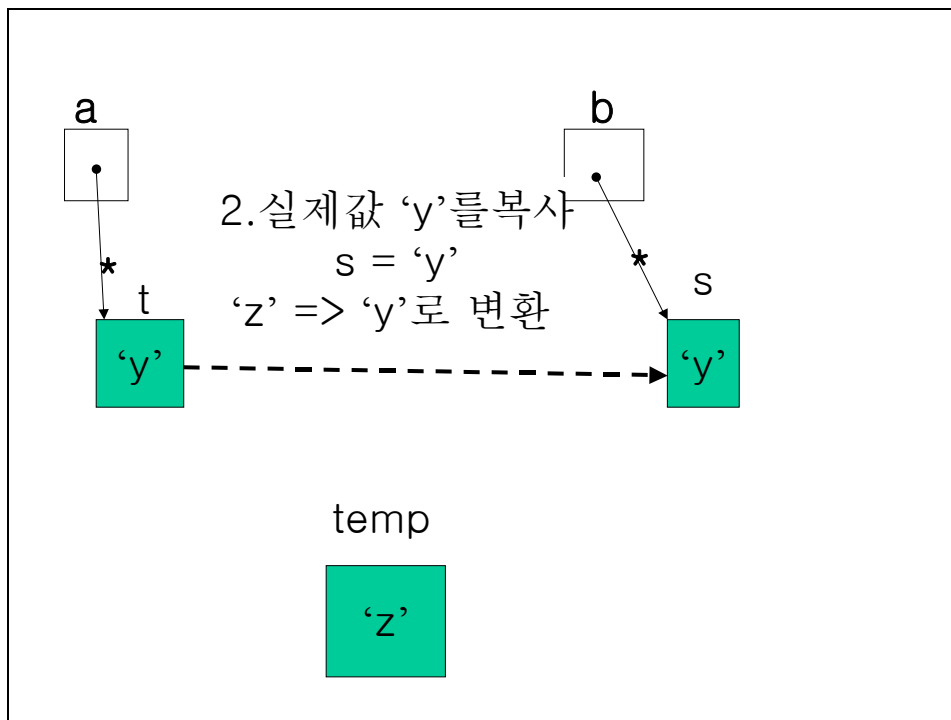 a
b
2.실제값 ‘y’를복사
s = ‘y’
‘z’ => ‘y’로 변환
*
*
t
s
‘y’
‘y’
temp
‘z’